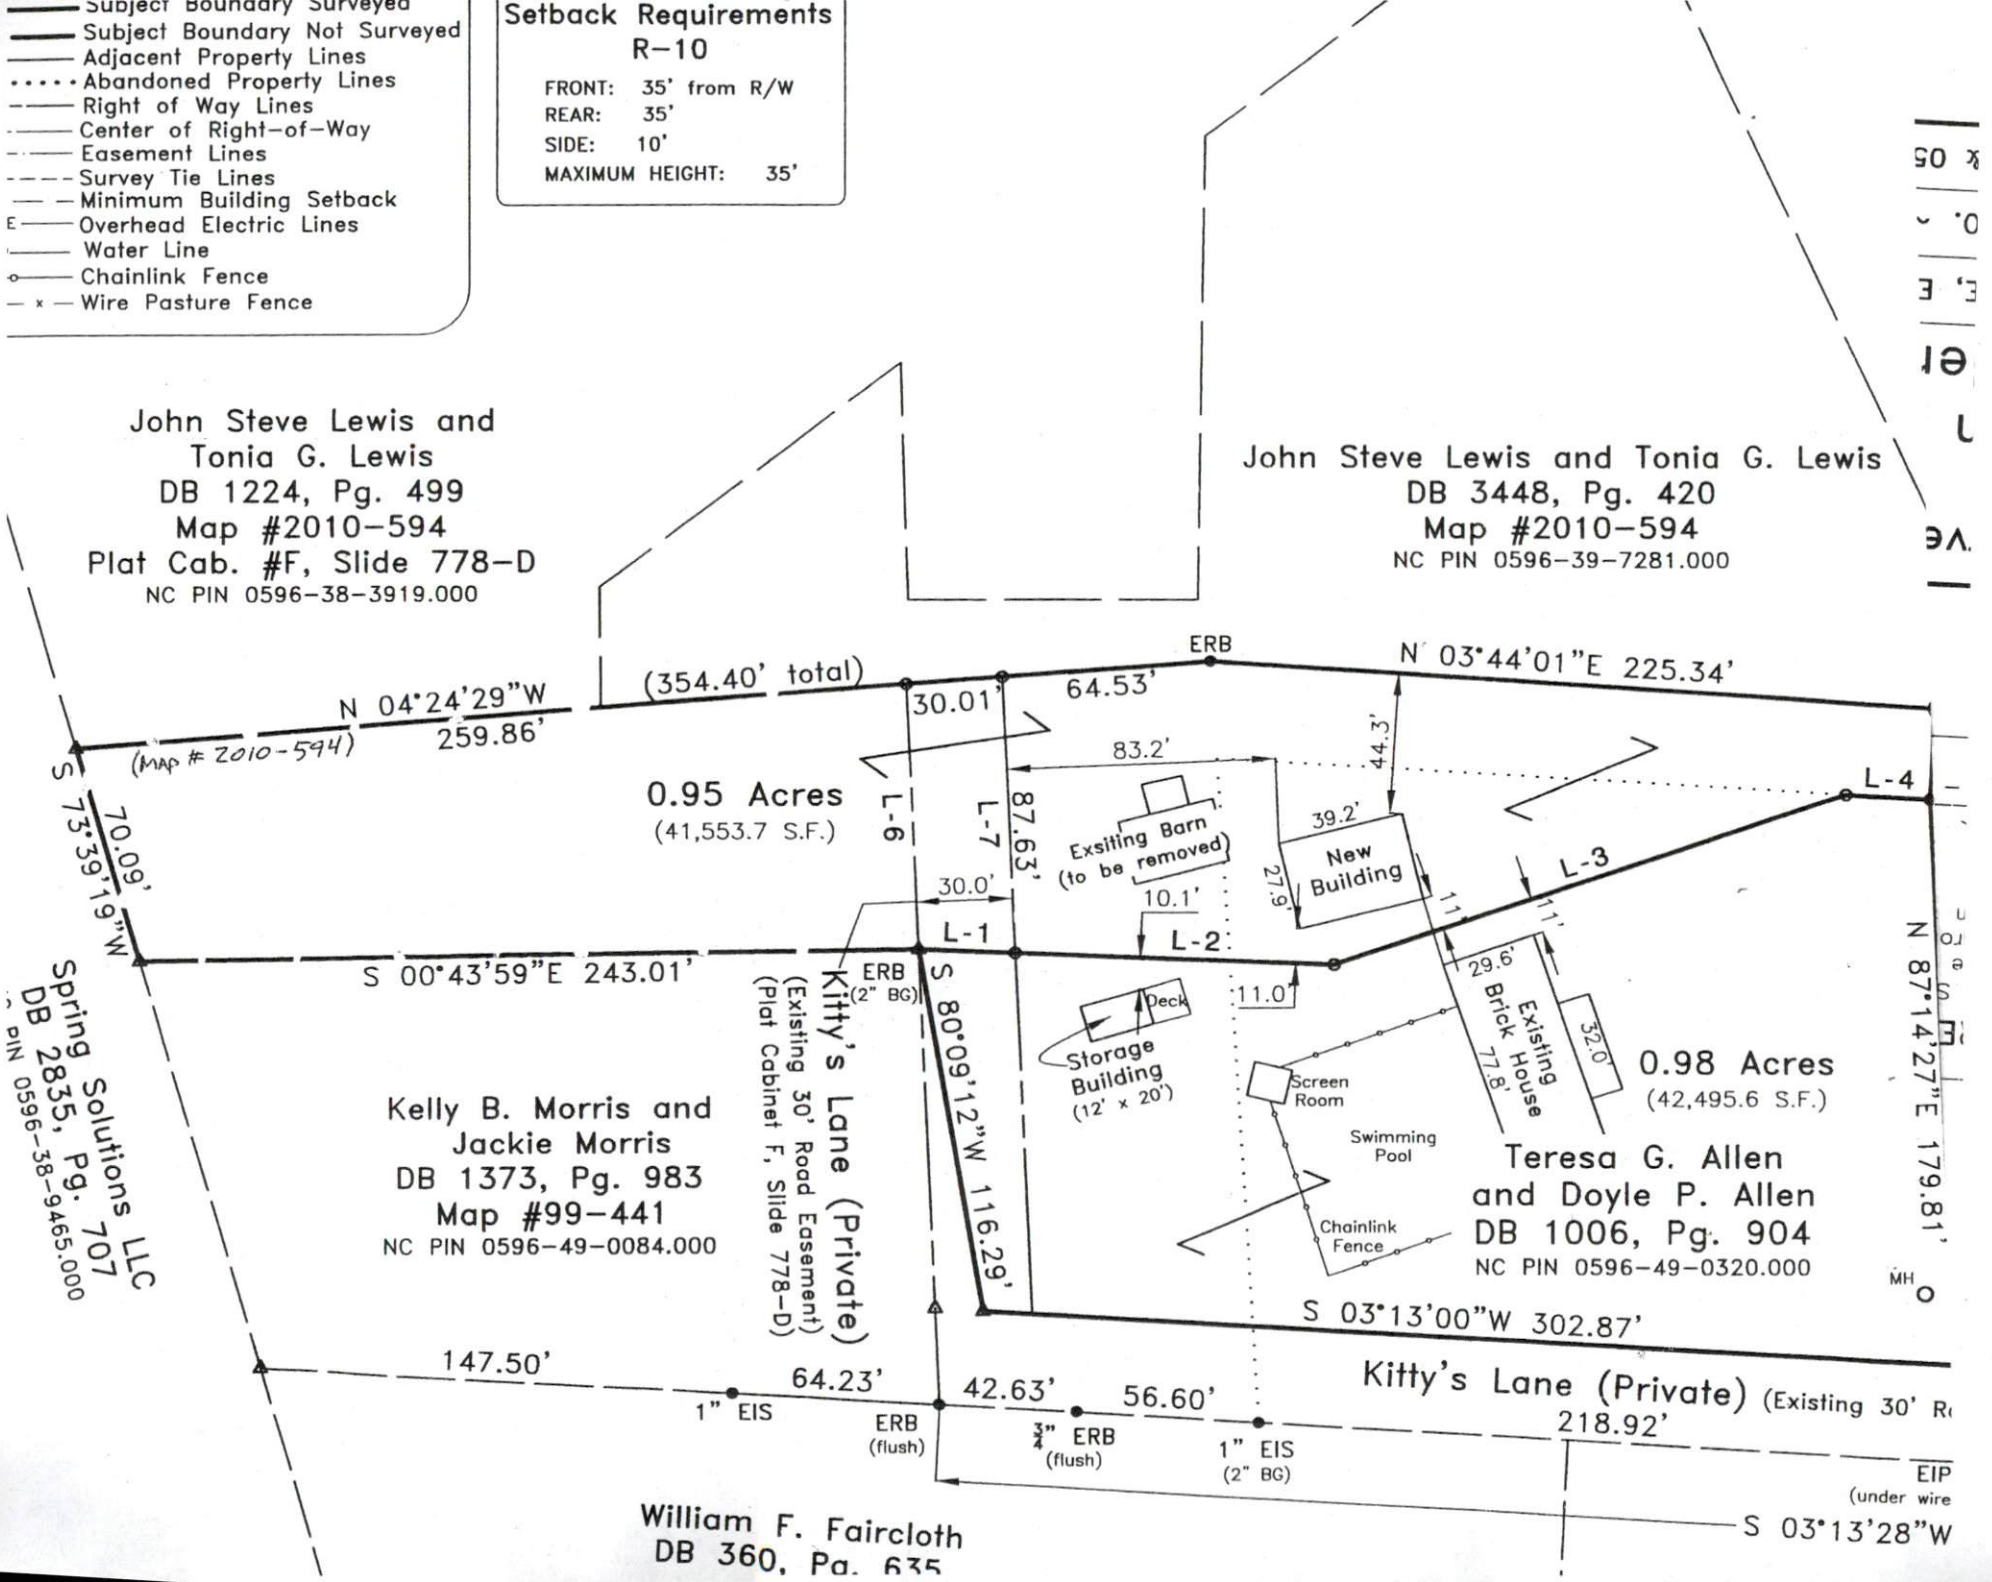 Subject Boundary Surveyed
Subject Boundary Not Surveyed
Adjacent Property Lines
Abandoned Property Lines
Right of Way Lines
Center of Right-of-Way
Easement Lines
Survey Tie Lines
Minimum Building Setback
E Overhead Electric Lines
Water Line
Chainlink Fence
x Wire Pasture Fence
Setback Requirements
R-10
FRONT: 35' from R/W
REAR: 35'
SIDE: 10'
MAXIMUM HEIGHT: 35'
John Steve Lewis and
Tonia G. Lewis
DB 1224, Pg. 499
Map #2010-594
Plat Cab. #F, Slide 778-D
NC PIN 0596-38-3919.000
John Steve Lewis and Tonia G. Lewis
DB 3448, Pg. 420
Map #2010-594
NC PIN 0596-39-7281.000
N 04°24'29"W
(354.40' total)
259.86'
(MAP # 2010-594)
30.01'
64.53'
ERB
N 03°44'01"E 225.34'
S 73°39'19"W
70.09'
0.95 Acres
(41,553.7 S.F.)
L-6
L-7
87.63'
83.2'
44.3'
Exsiting Barn
(to be removed)
39.2'
27.9'
New
Building
11'
11'
L-3
L-4
30.0'
10.1'
L-1
L-2
11.0'
S 00°43'59"E 243.01'
ERB
(2" BG)
S 80°09'12"W 116.29'
Kitty's Lane (Private)
(Existing 30' Road Easement)
(Plat Cabinet F, Slide 778-D)
Deck
Storage
Building
(12' x 20')
Screen
Room
Swimming
Pool
Chainlink
Fence
29.6'
Existing
Brick House
77.8'
32.0'
0.98 Acres
(42,495.6 S.F.)
Teresa G. Allen
and Doyle P. Allen
DB 1006, Pg. 904
NC PIN 0596-49-0320.000
N 87°14'27"E 179.81'
MH
Spring Solutions LLC
DB 2835, Pg. 707
PIN 0596-38-9465.000
Kelly B. Morris and
Jackie Morris
DB 1373, Pg. 983
Map #99-441
NC PIN 0596-49-0084.000
S 03°13'00"W 302.87'
Kitty's Lane (Private) (Existing 30'
147.50'
64.23'
42.63'
56.60'
218.92'
1" EIS
ERB
(flush)
3/4" ERB
(flush)
1" EIS
(2" BG)
EIP
(under wire
S 03°13'28"W
William F. Faircloth
DB 360, Pg. 635